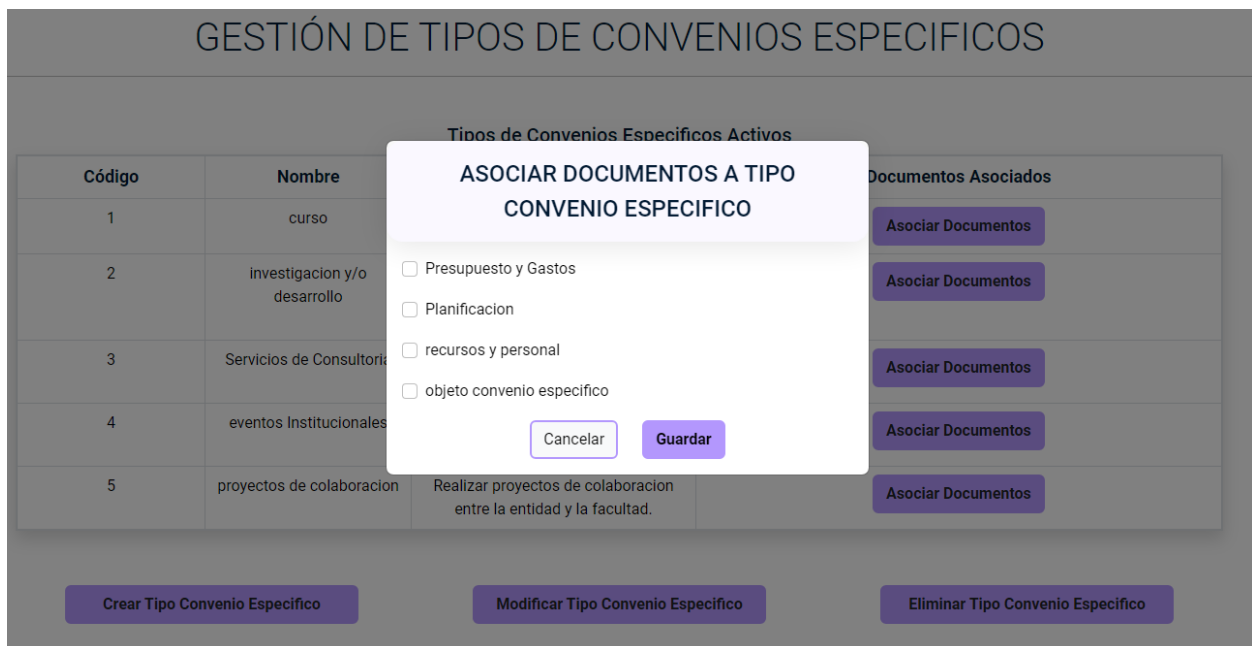 GESTIÓN DE TIPOS DE CONVENIOS ESPECIFICOS
Tipos de Convenios Especificos Activos
Código Nombre Documentos Asociados
1 curso Asociar Documentos
2 investigacion y/o
desarrollo Asociar Documentos
3 Servicios de Consultoria Asociar Documentos
4 eventos Institucionales Asociar Documentos
5 proyectos de colaboracion Realizar proyectos de colaboracion
entre la entidad y la facultad. Asociar Documentos
ASOCIAR DOCUMENTOS A TIPO
CONVENIO ESPECIFICO
Presupuesto y Gastos
Planificacion
recursos y personal
objeto convenio especifico
Cancelar Guardar
Crear Tipo Convenio Especifico Modificar Tipo Convenio Especifico Eliminar Tipo Convenio Especifico